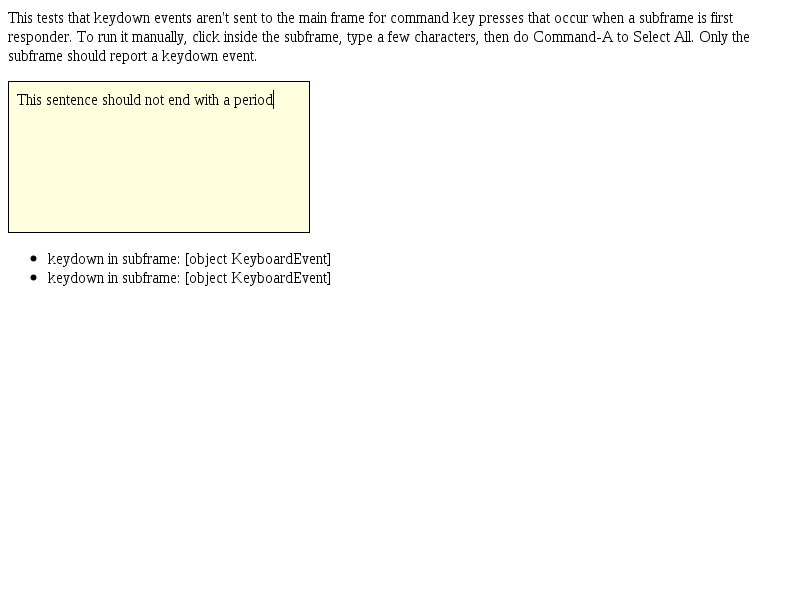 This tests that keydown events aren't sent to the main frame for command key presses that occur when a subframe is first
responder. To run it manually, click inside the subframe, type a few characters, then do Command-A to Select All. Only the
subframe should report a keydown event.
This sentence should not end with a period
• keydown in subframe: [object KeyboardEvent]
• keydown in subframe: [object KeyboardEvent]